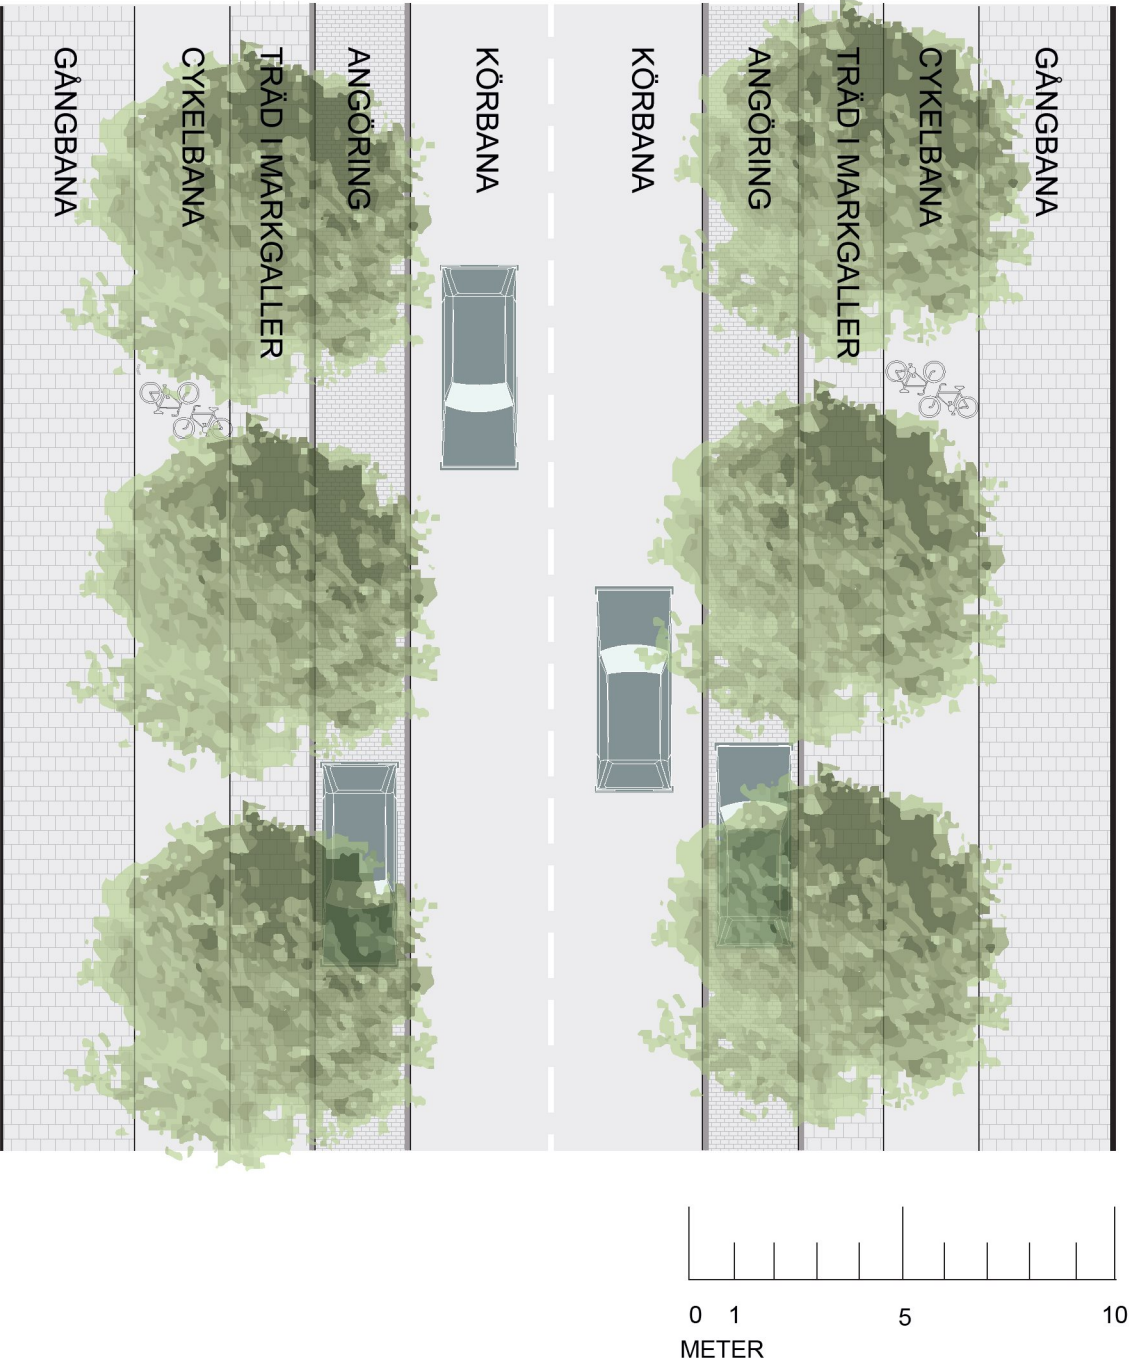 GÅNGBANA
CYKELBANA
TRÄD I MARKGALLER
ANGÖRING
KÖRBANA
KÖRBANA
ANGÖRING
TRÄD I MARKGALLER
CYKELBANA
GÅNGBANA
0 1 5 10
METER